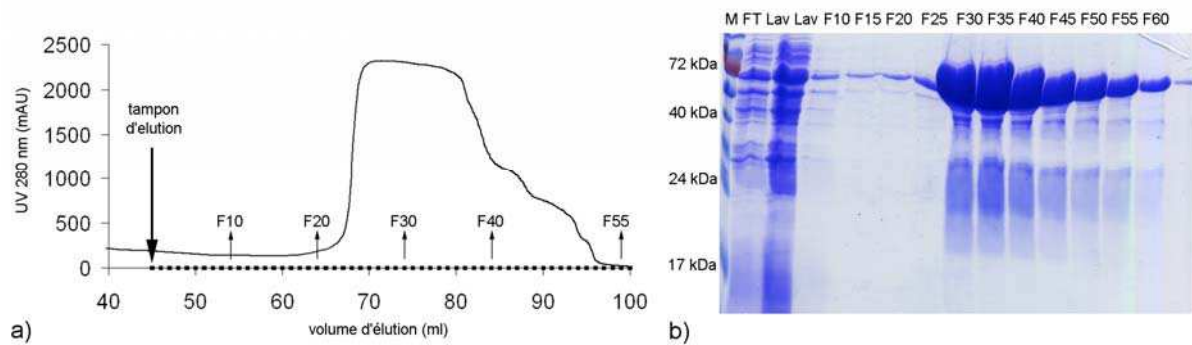 2500
2000
1500
1000
500
0
UV 280 nm (mAU)
tampon
d'elution
F10
F20
F30
F40
F55
40
50
60
70
80
90
100
volume d'élution (ml)
a)
M FT Lav Lav F10 F15 F20 F25 F30 F35 F40 F45 F50 F55 F60
72 kDa
40 kDa
24 kDa
17 kDa
b)